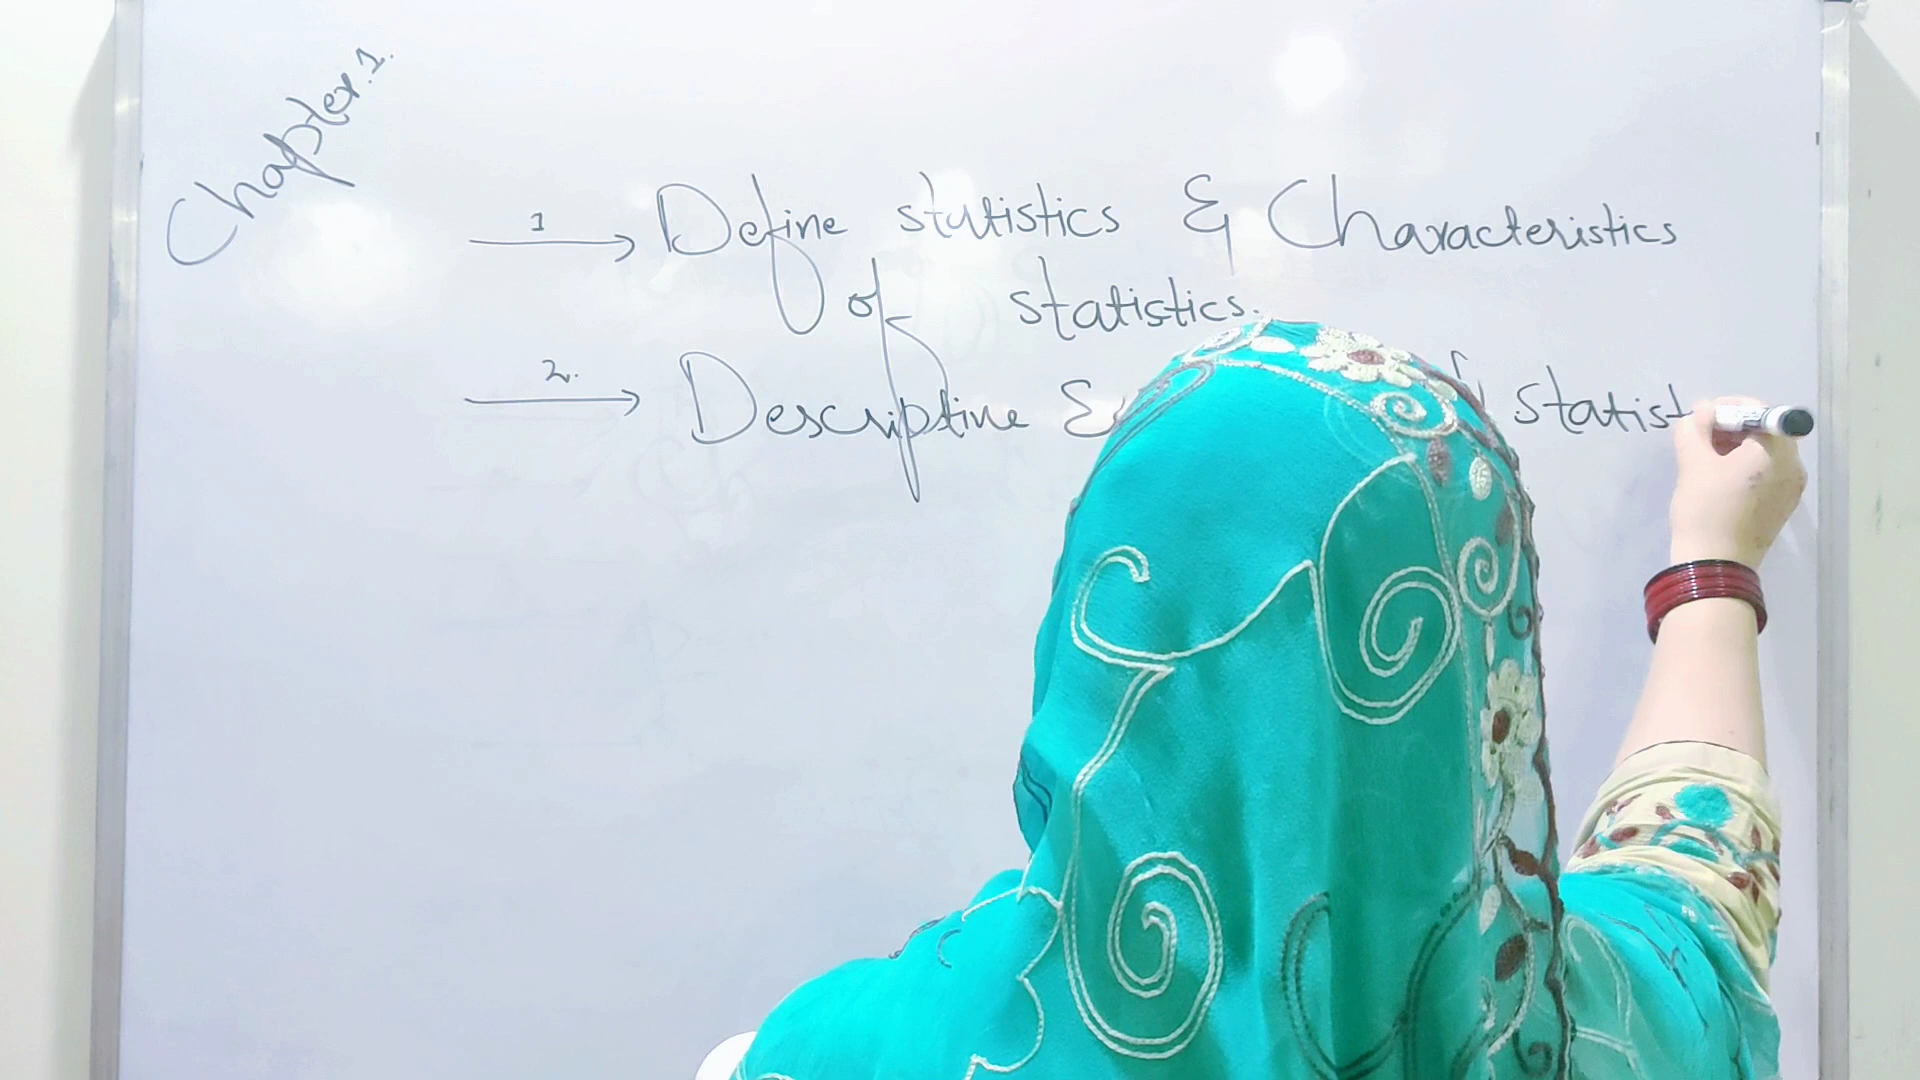 Chapter.1.
1 Define statistics & Characteristics
of statistics.
2. Descriptive & statist